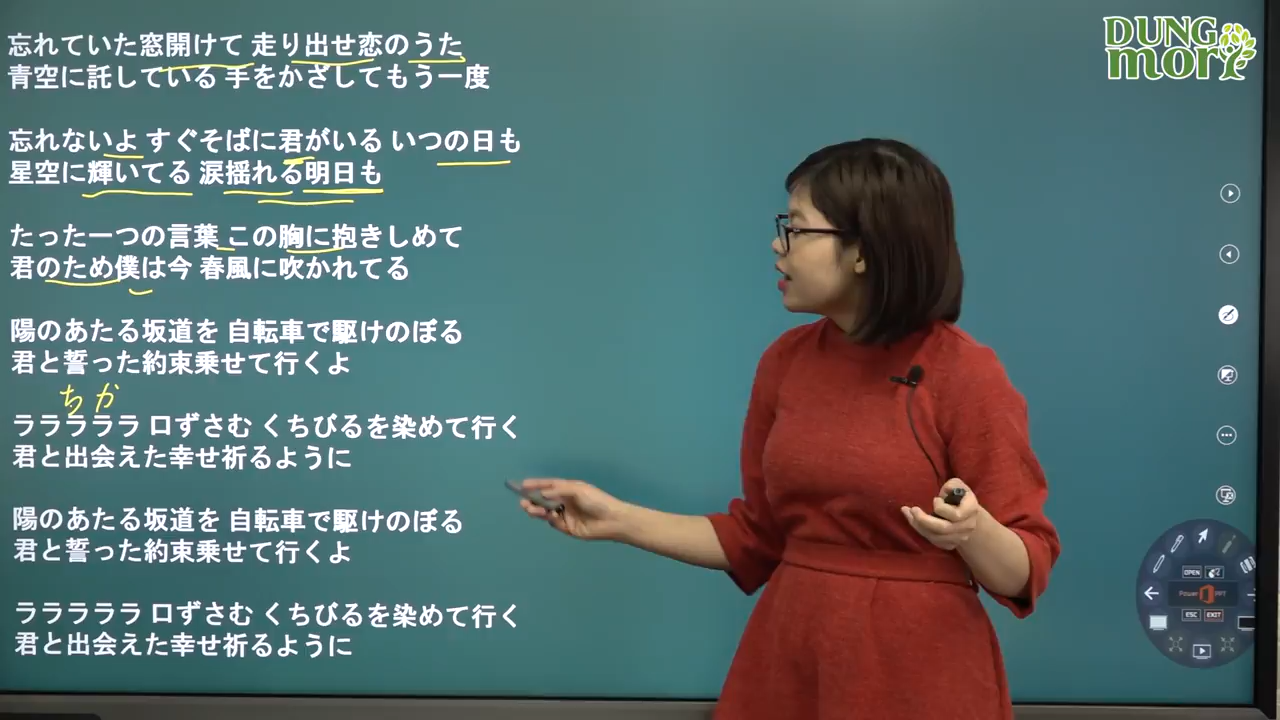 忘れていた窓開けて 走り出せ恋のうた
青空に託している 手をかざしてもう一度
忘れないよ すぐそばに君がいる いつの日も
星空に輝いてる 涙揺れる明日も
たった一つの言葉 この胸に抱きしめて
君のため僕は今 春風に吹かれてる
陽のあたる坂道を 自転車で駆けのぼる
君と誓った約束乗せて行くよ
ちか
ラララララ 口ずさむ くちびるを染めて行く
君と出会えた幸せ祈るように
陽のあたる坂道を 自転車で駆けのぼる
君と誓った約束乗せて行くよ
ラララララ 口ずさむ くちびるを染めて行く
君と出会えた幸せ祈るように
DUNG
mori
OPEN
Power PPT
ESC EXIT